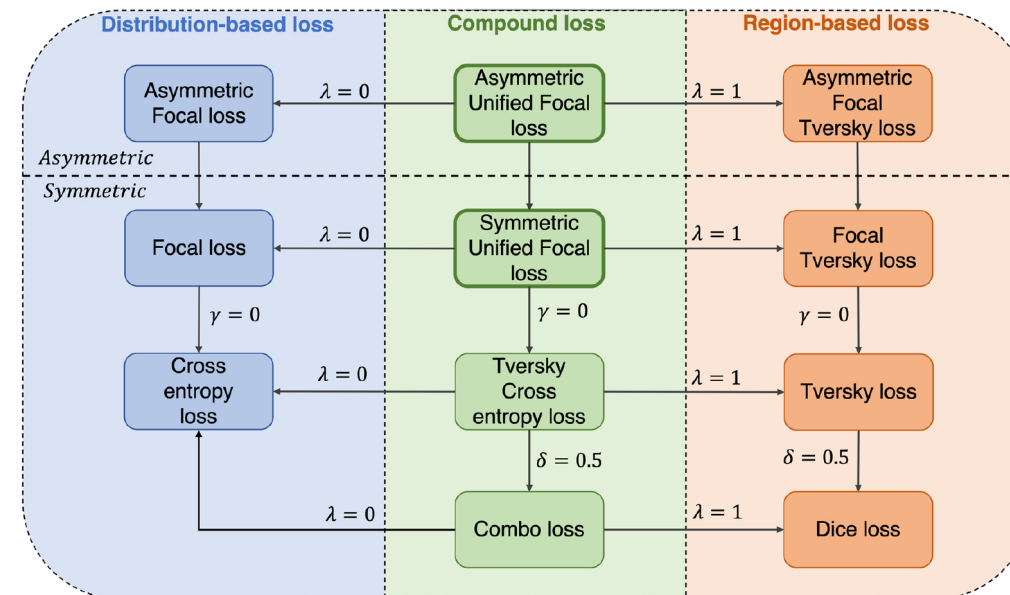 Distribution-based loss
Compound loss
Region-based loss
Asymmetric
Focal loss
λ = 0
Asymmetric
Unified Focal
loss
λ = 1
Asymmetric
Focal
Tversky loss
Asymmetric
Symmetric
Focal loss
λ = 0
Symmetric
Unified Focal
loss
λ = 1
Focal
Tversky loss
γ = 0
γ = 0
γ = 0
Cross
entropy
loss
λ = 0
Tversky
Cross
entropy loss
λ = 1
Tversky loss
δ = 0.5
δ = 0.5
λ = 0
Combo loss
λ = 1
Dice loss